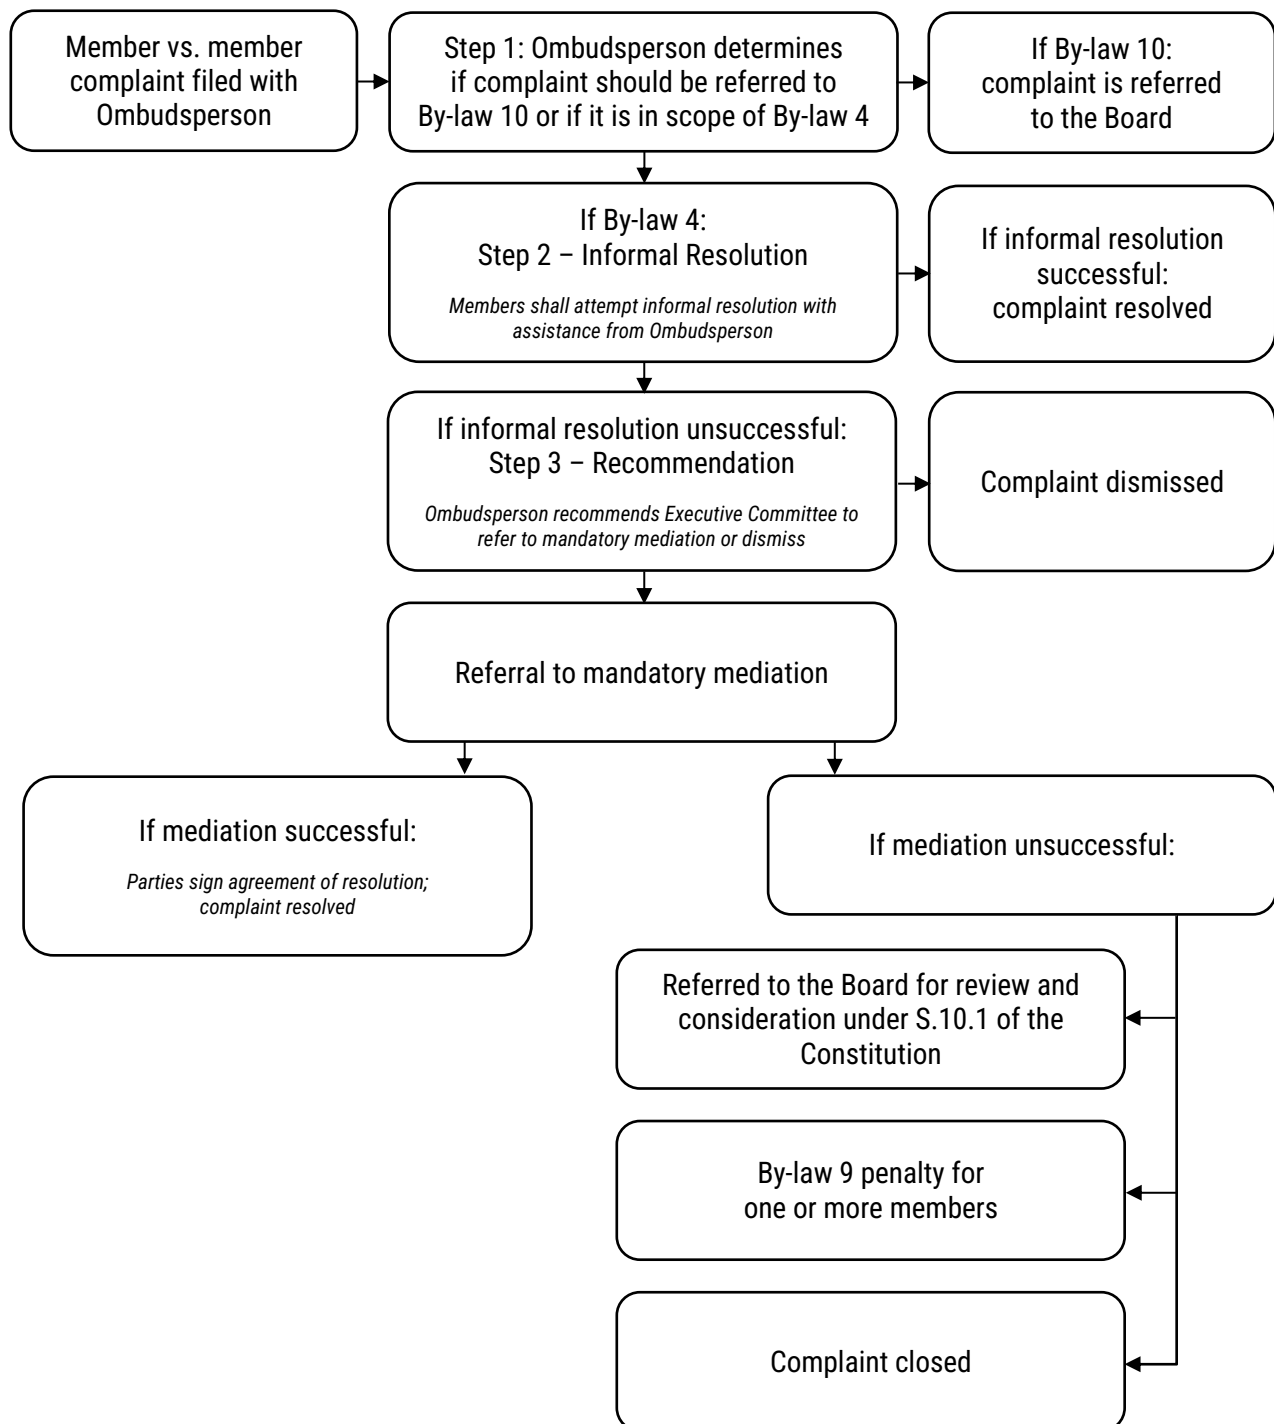 Member vs. member
complaint filed with
Ombudsperson
Step 1: Ombudsperson determines
if complaint should be referred to
By-law 10 or if it is in scope of By-law 4
If By-law 10:
complaint is referred
to the Board
If By-law 4:
Step 2 – Informal Resolution
Members shall attempt informal resolution with
assistance from Ombudsperson
If informal resolution
successful:
complaint resolved
If informal resolution unsuccessful:
Step 3 – Recommendation
Ombudsperson recommends Executive Committee to
refer to mandatory mediation or dismiss
Complaint dismissed
Referral to mandatory mediation
If mediation successful:
Parties sign agreement of resolution;
complaint resolved
If mediation unsuccessful:
Referred to the Board for review and
consideration under S.10.1 of the
Constitution
By-law 9 penalty for
one or more members
Complaint closed